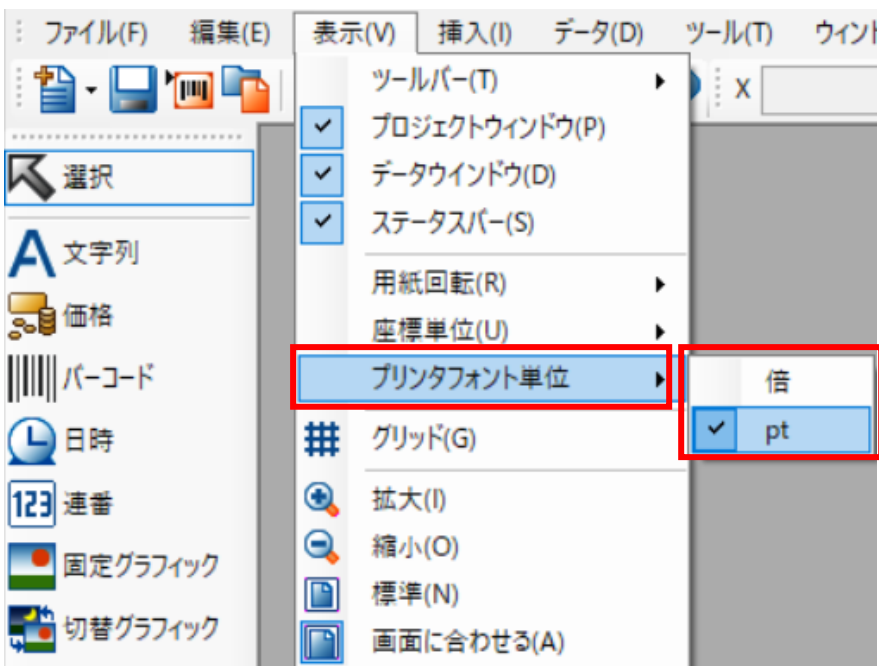 ファイル(F) 編集(E) 表示(V) 挿入(I) データ(D) ツール(T) ウィンド
X
ツールバー(T)
プロジェクトウィンドウ(P)
データウインドウ(D)
ステータスバー(S)
用紙回転(R)
座標単位(U)
プリンタフォント単位
倍
pt
グリッド(G)
拡大(I)
縮小(O)
標準(N)
画面に合わせる(A)
選択
A 文字列
価格
バーコード
日時
123 連番
固定グラフィック
切替グラフィック